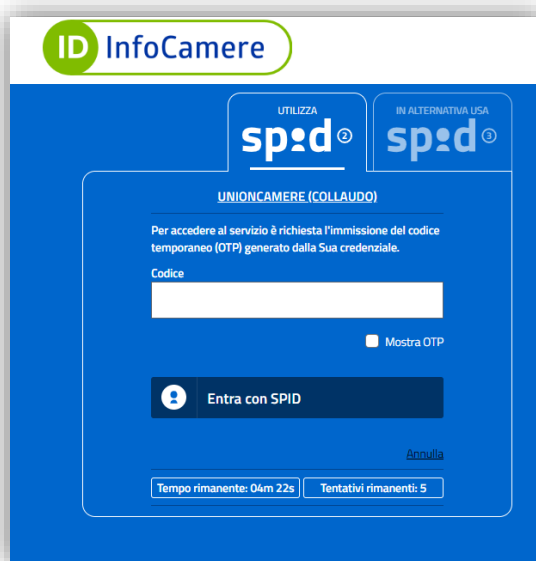 ID InfoCamere
UTILIZZA
spid 2
IN ALTERNATIVA USA
spid 3
UNIONCAMERE (COLLAUDO)
Per accedere al servizio è richiesta l'immissione del codice
temporaneo (OTP) generato dalla Sua credenziale.
Codice
Mostra OTP
Entra con SPID
Annulla
Tempo rimanente: 04m 22s
Tentativi rimanenti: 5